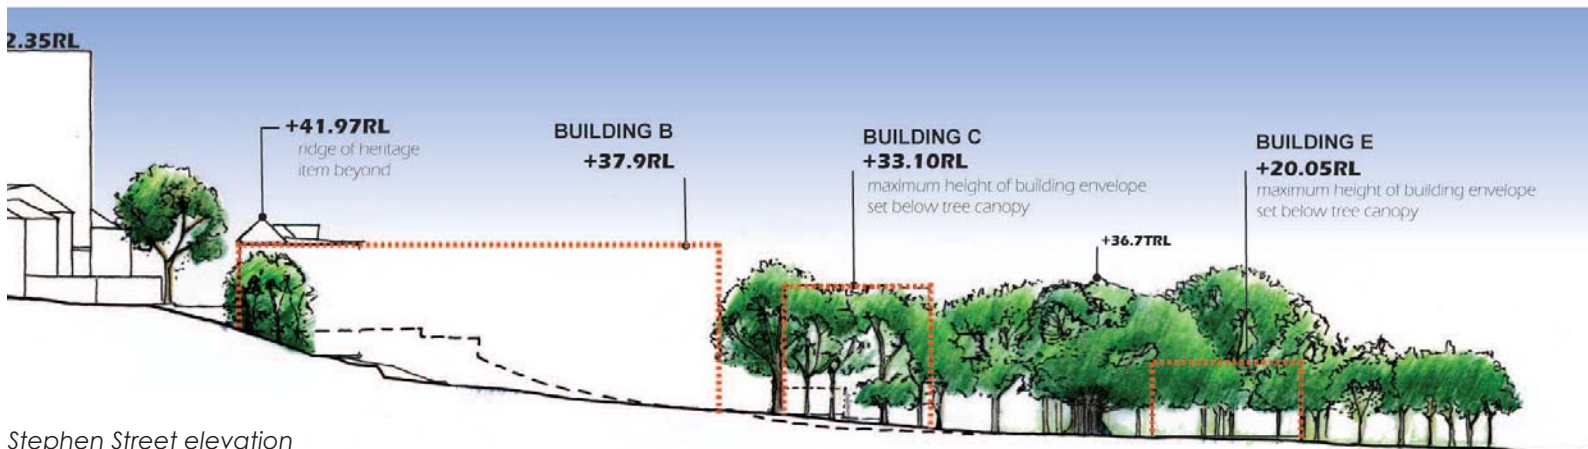 2.35RL
+41.97RL
ridge of heritage
item beyond
BUILDING B
+37.9RL
BUILDING C
+33.10RL
maximum height of building envelope
set below tree canopy
+36.7TRL
BUILDING E
+20.05RL
maximum height of building envelope
set below tree canopy
Stephen Street elevation